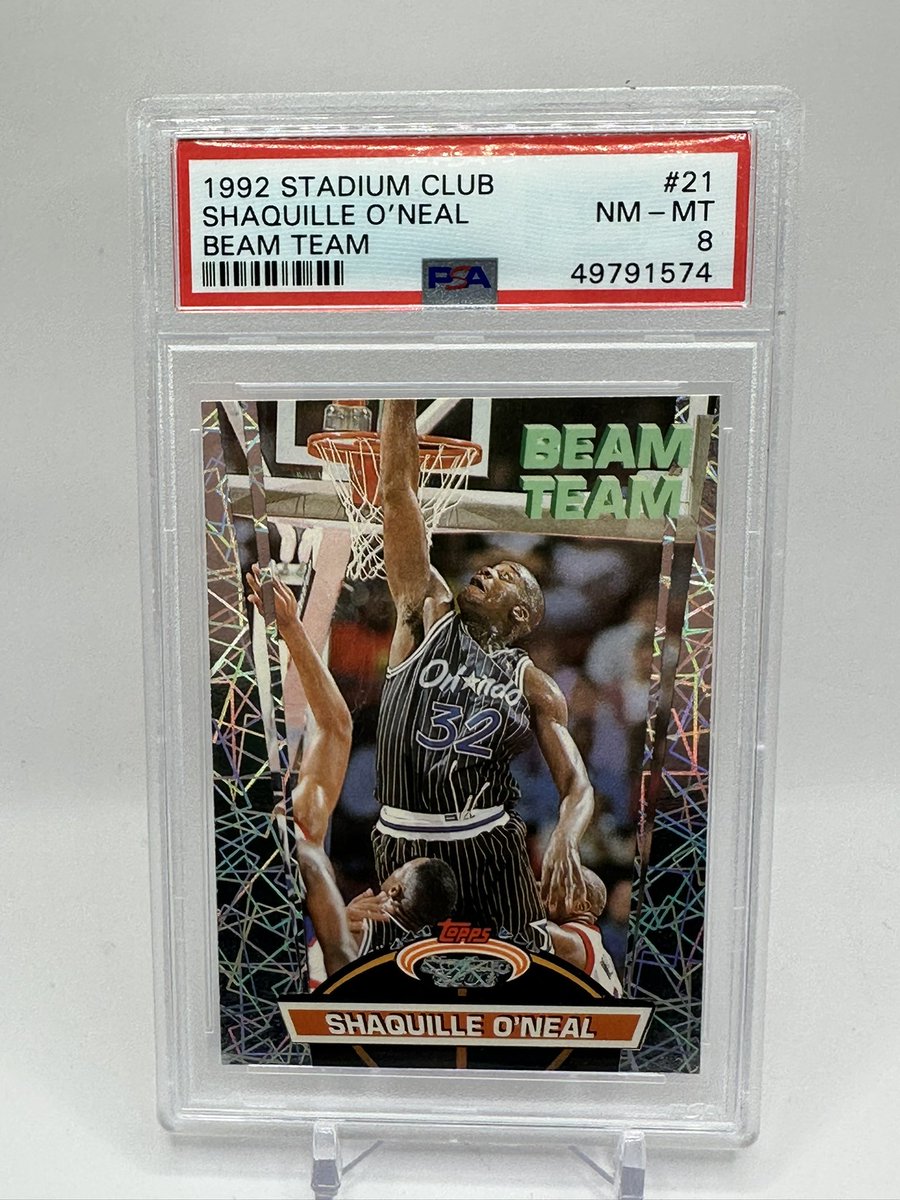 1992 STADIUM CLUB #21
SHAQUILLE O'NEAL NM – MT
BEAM TEAM 8
PSA 49791574
BEAM
TEAM
Orlando
32
Topps
SHAQUILLE O'NEAL